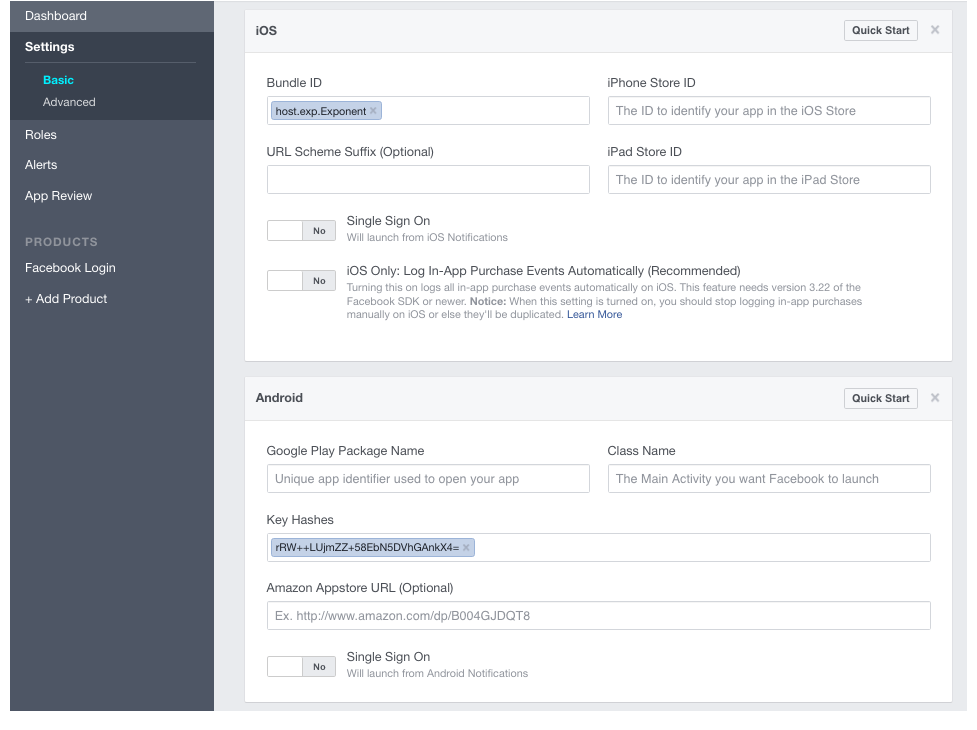 Dashboard
Settings
Basic
Advanced
Roles
Alerts
App Review
PRODUCTS
Facebook Login
+ Add Product
iOS
Quick Start
×
Bundle ID
host.exp.Exponent ×
iPhone Store ID
The ID to identify your app in the iOS Store
URL Scheme Suffix (Optional)
iPad Store ID
The ID to identify your app in the iPad Store
No
Single Sign On
Will launch from iOS Notifications
No
iOS Only: Log In-App Purchase Events Automatically (Recommended)
Turning this on logs all in-app purchase events automatically on iOS. This feature needs version 3.22 of the
Facebook SDK or newer. Notice: When this setting is turned on, you should stop logging in-app purchases
manually on iOS or else they'll be duplicated. Learn More
Android
Quick Start
×
Google Play Package Name
Unique app identifier used to open your app
Class Name
The Main Activity you want Facebook to launch
Key Hashes
rRW++LUjmZZ+58EbN5DVhGAnkX4= ×
Amazon Appstore URL (Optional)
Ex. http://www.amazon.com/dp/B004GJDQT8
No
Single Sign On
Will launch from Android Notifications